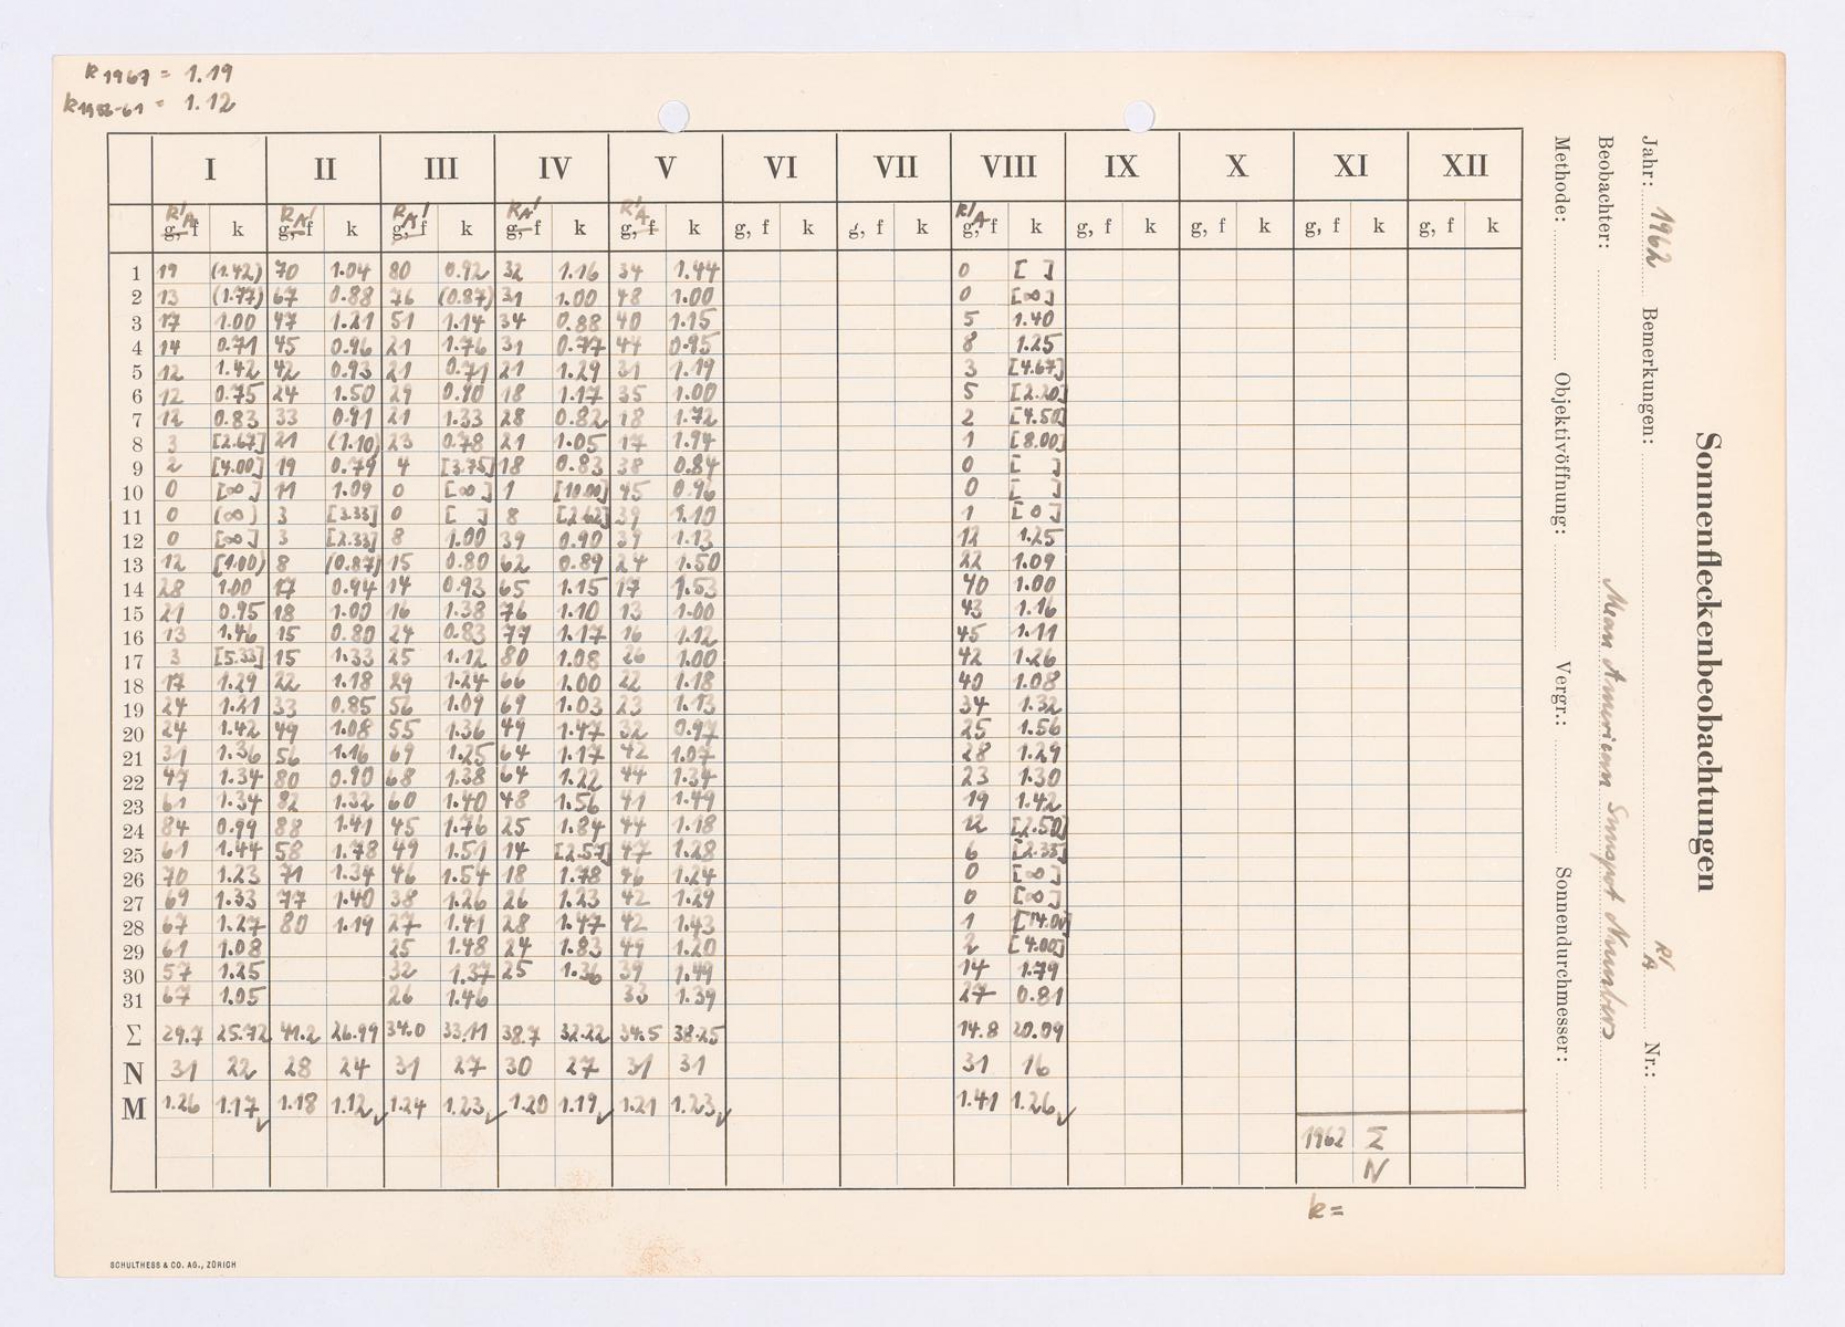 k1967 = 1.19
k1952-61 = 1.12
I II III IV V VI VII VIII IX X XI XII
R'A R'A R'A R'A R'A R'A
g, f k g, f k g, f k g, f k g, f k g, f k g, f k g, f k g, f k g, f k g, f k g, f k
1 19 (1.42) 70 1.04 80 0.92 32 1.16 34 1.44 0 [ ]
2 13 (1.77) 67 0.88 76 (0.87) 31 1.00 48 1.00 0 [∞]
3 17 1.00 47 1.21 51 1.14 34 0.88 40 1.15 5 1.40
4 14 0.71 45 0.96 21 1.76 31 0.77 44 0.95 8 1.25
5 12 1.42 42 0.93 21 0.71 21 1.29 31 1.19 3 [4.67]
6 12 0.75 24 1.50 29 0.90 18 1.17 35 1.00 5 [2.20]
7 12 0.83 33 0.91 21 1.33 28 0.82 18 1.72 2 [4.50]
8 3 [2.67] 21 (1.10) 23 0.78 21 1.05 17 1.94 1 [8.00]
9 2 [4.00] 19 0.79 4 [3.75] 18 0.83 38 0.84 0 [ ]
10 0 [∞] 11 1.09 0 [∞] 1 [10.00] 45 0.96 0 [ ]
11 0 (∞) 3 [3.33] 0 [ ] 8 [2.62] 39 1.10 1 [0]
12 0 [∞] 3 [2.33] 8 1.00 39 0.90 39 1.13 12 1.25
13 12 [1.00) 8 (0.87) 15 0.80 62 0.89 24 1.50 22 1.09
14 28 1.00 17 0.94 14 0.93 65 1.15 17 1.53 40 1.00
15 21 0.95 18 1.00 16 1.38 76 1.10 13 1.00 43 1.16
16 13 1.46 15 0.80 24 0.83 77 1.17 16 1.12 45 1.11
17 3 [5.33] 15 1.33 25 1.12 80 1.08 26 1.00 42 1.26
18 17 1.29 22 1.18 29 1.24 66 1.00 22 1.18 40 1.08
19 24 1.21 33 0.85 56 1.09 69 1.03 23 1.13 34 1.32
20 24 1.42 49 1.08 55 1.36 49 1.47 32 0.97 25 1.56
21 31 1.36 56 1.16 69 1.25 64 1.17 42 1.07 28 1.29
22 47 1.34 80 0.90 68 1.38 64 1.22 44 1.34 23 1.30
23 61 1.34 82 1.32 60 1.40 48 1.56 41 1.49 19 1.42
24 84 0.99 88 1.41 45 1.76 25 1.84 44 1.18 12 [2.50]
25 61 1.44 58 1.78 49 1.51 14 [2.57] 47 1.28 6 [2.33]
26 70 1.23 71 1.34 46 1.54 18 1.78 46 1.24 0 [∞]
27 69 1.33 77 1.40 38 1.26 26 1.23 42 1.29 0 [∞]
28 67 1.27 80 1.19 27 1.41 28 1.47 42 1.43 1 [14.00]
29 61 1.08 25 1.48 24 1.83 49 1.20 2 [4.00]
30 57 1.25 32 1.37 25 1.36 39 1.49 14 1.79
31 67 1.05 26 1.46 33 1.39 27 0.81
Σ 29.7 25.72 41.2 26.99 34.0 33.11 38.7 32.22 34.5 38.25 14.8 20.09
N 31 22 28 24 31 27 30 27 31 31 31 16
M 1.26 1.17✓ 1.18 1.12✓ 1.24 1.23✓ 1.20 1.19✓ 1.21 1.23✓ 1.41 1.26✓
1962 Σ
N
k =
SCHULTHESS & CO. AG., ZÜRICH
Sonnenfleckenbeobachtungen
Jahr: 1962 Bemerkungen: R'A Nr.:
Beobachter: Mean American Sunspot Numbers
Methode: Objektivöffnung: Vergr.: Sonnendurchmesser: